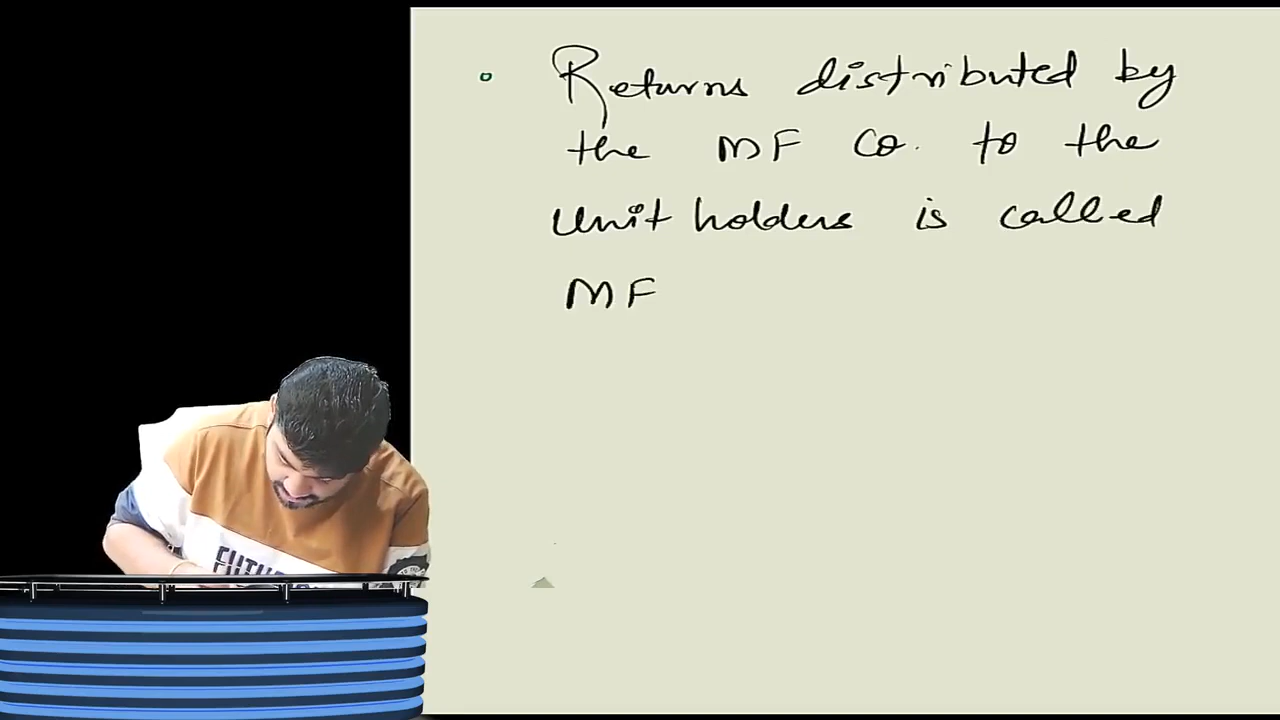 Returns distributed by
the MF Co. to the
unit holders is called
MF